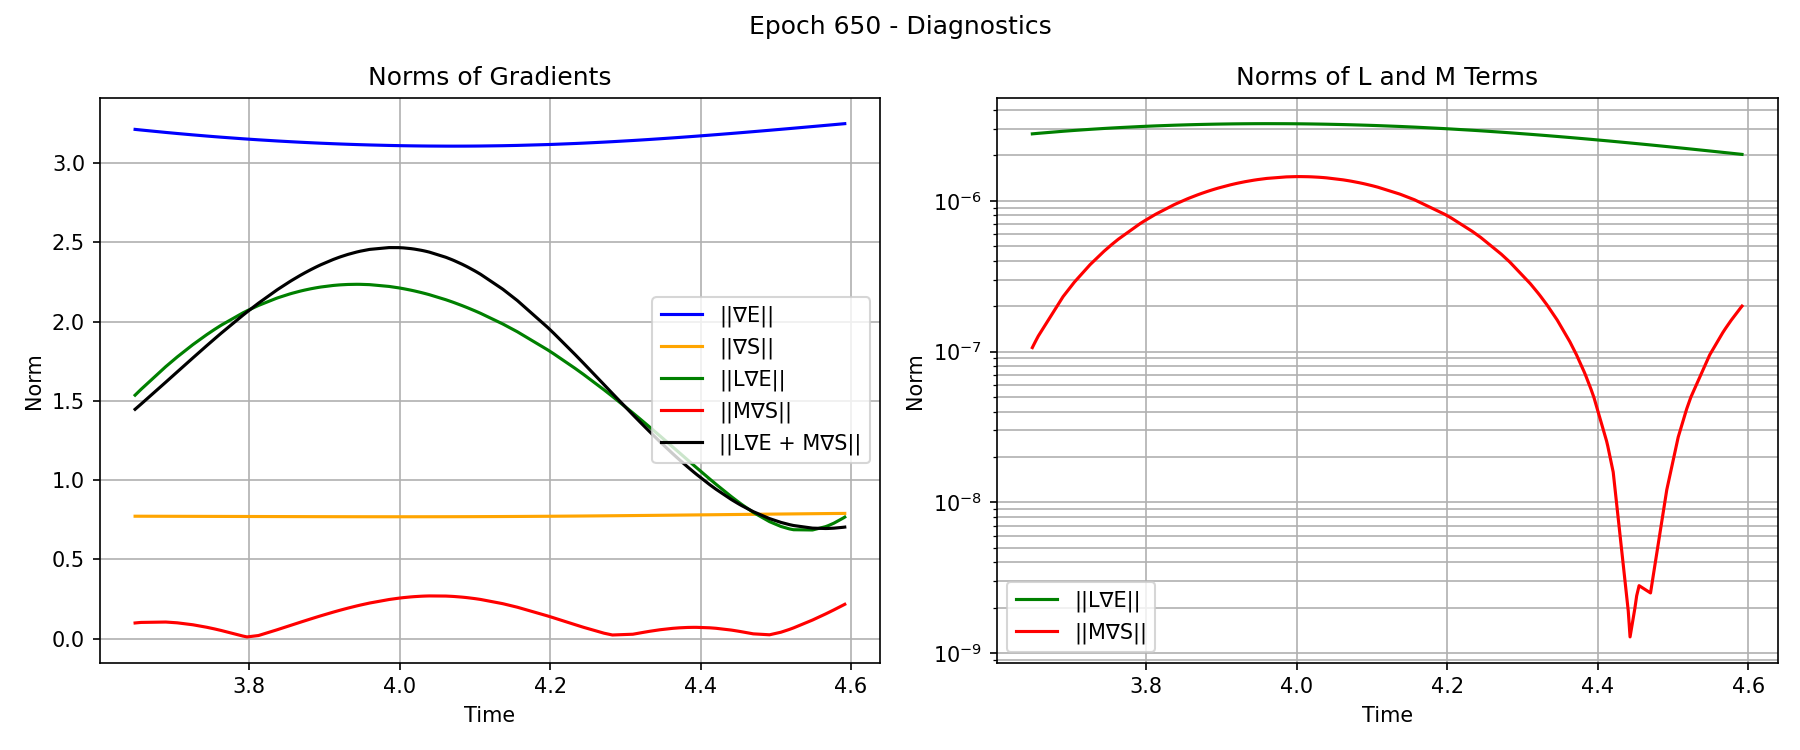 Epoch 650 - Diagnostics
Norms of Gradients
Norm
3.0
2.5
2.0
1.5
1.0
0.5
0.0
||∇E||
||∇S||
||L∇E||
||M∇S||
||L∇E + M∇S||
3.8
4.0
4.2
4.4
4.6
Time
Norms of L and M Terms
Norm
10⁻⁶
10⁻⁷
10⁻⁸
10⁻⁹
||L∇E||
||M∇S||
3.8
4.0
4.2
4.4
4.6
Time